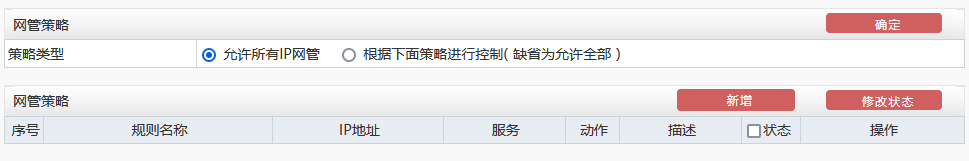 网管策略 确定
策略类型 允许所有IP网管 根据下面策略进行控制( 缺省为允许全部 )
网管策略 新增 修改状态
序号 规则名称 IP地址 服务 动作 描述 状态 操作